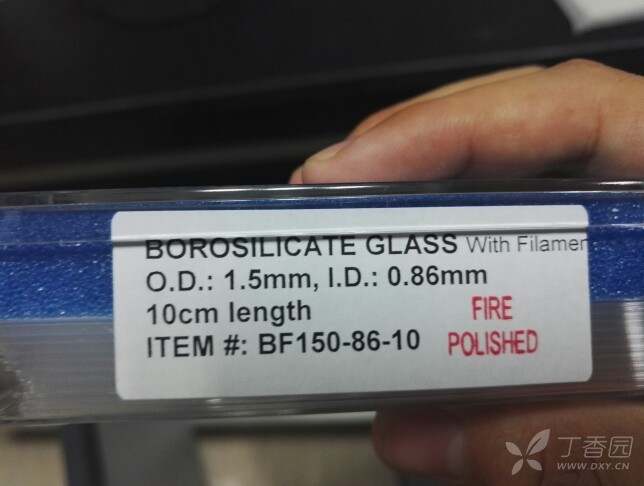 BOROSILICATE GLASS With Filamen
O.D.: 1.5mm, I.D.: 0.86mm
10cm length
ITEM #: BF150-86-10
FIRE
POLISHED
丁香园
WWW.DXY.CN